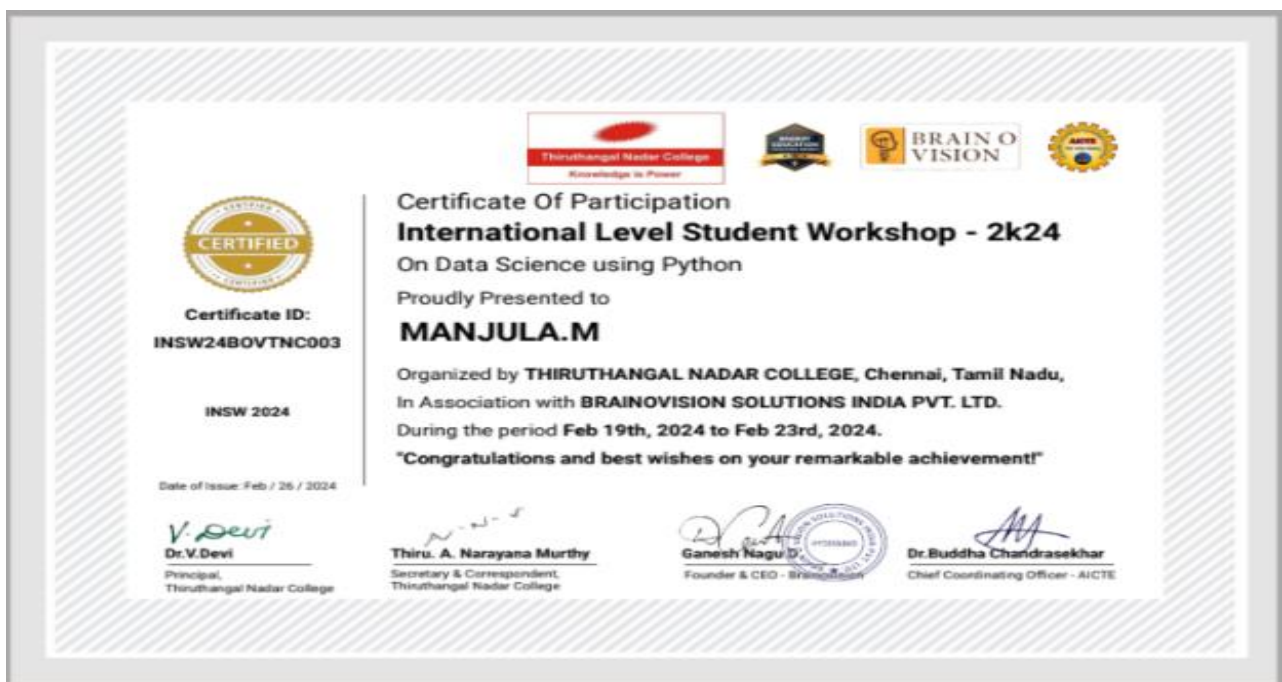 Thiruthangal Nadar College
Knowledge is Power
BRAIN O
VISION
AICTE
CERTIFIED
CERTIFIED
CERTIFIED
Certificate ID:
INSW24BOVTNC003
INSW 2024
Date of Issue: Feb / 26 / 2024
Certificate Of Participation
International Level Student Workshop - 2k24
On Data Science using Python
Proudly Presented to
MANJULA.M
Organized by THIRUTHANGAL NADAR COLLEGE, Chennai, Tamil Nadu,
In Association with BRAINOVISION SOLUTIONS INDIA PVT. LTD.
During the period Feb 19th, 2024 to Feb 23rd, 2024.
"Congratulations and best wishes on your remarkable achievement!"
V. Devi
Dr.V.Devi
Principal,
Thiruthangal Nadar College
Thiru. A. Narayana Murthy
Secretary & Correspondent,
Thiruthangal Nadar College
Ganesh Nagu D
Founder & CEO - Brainovision
Dr.Buddha Chandrasekhar
Chief Coordinating Officer - AICTE